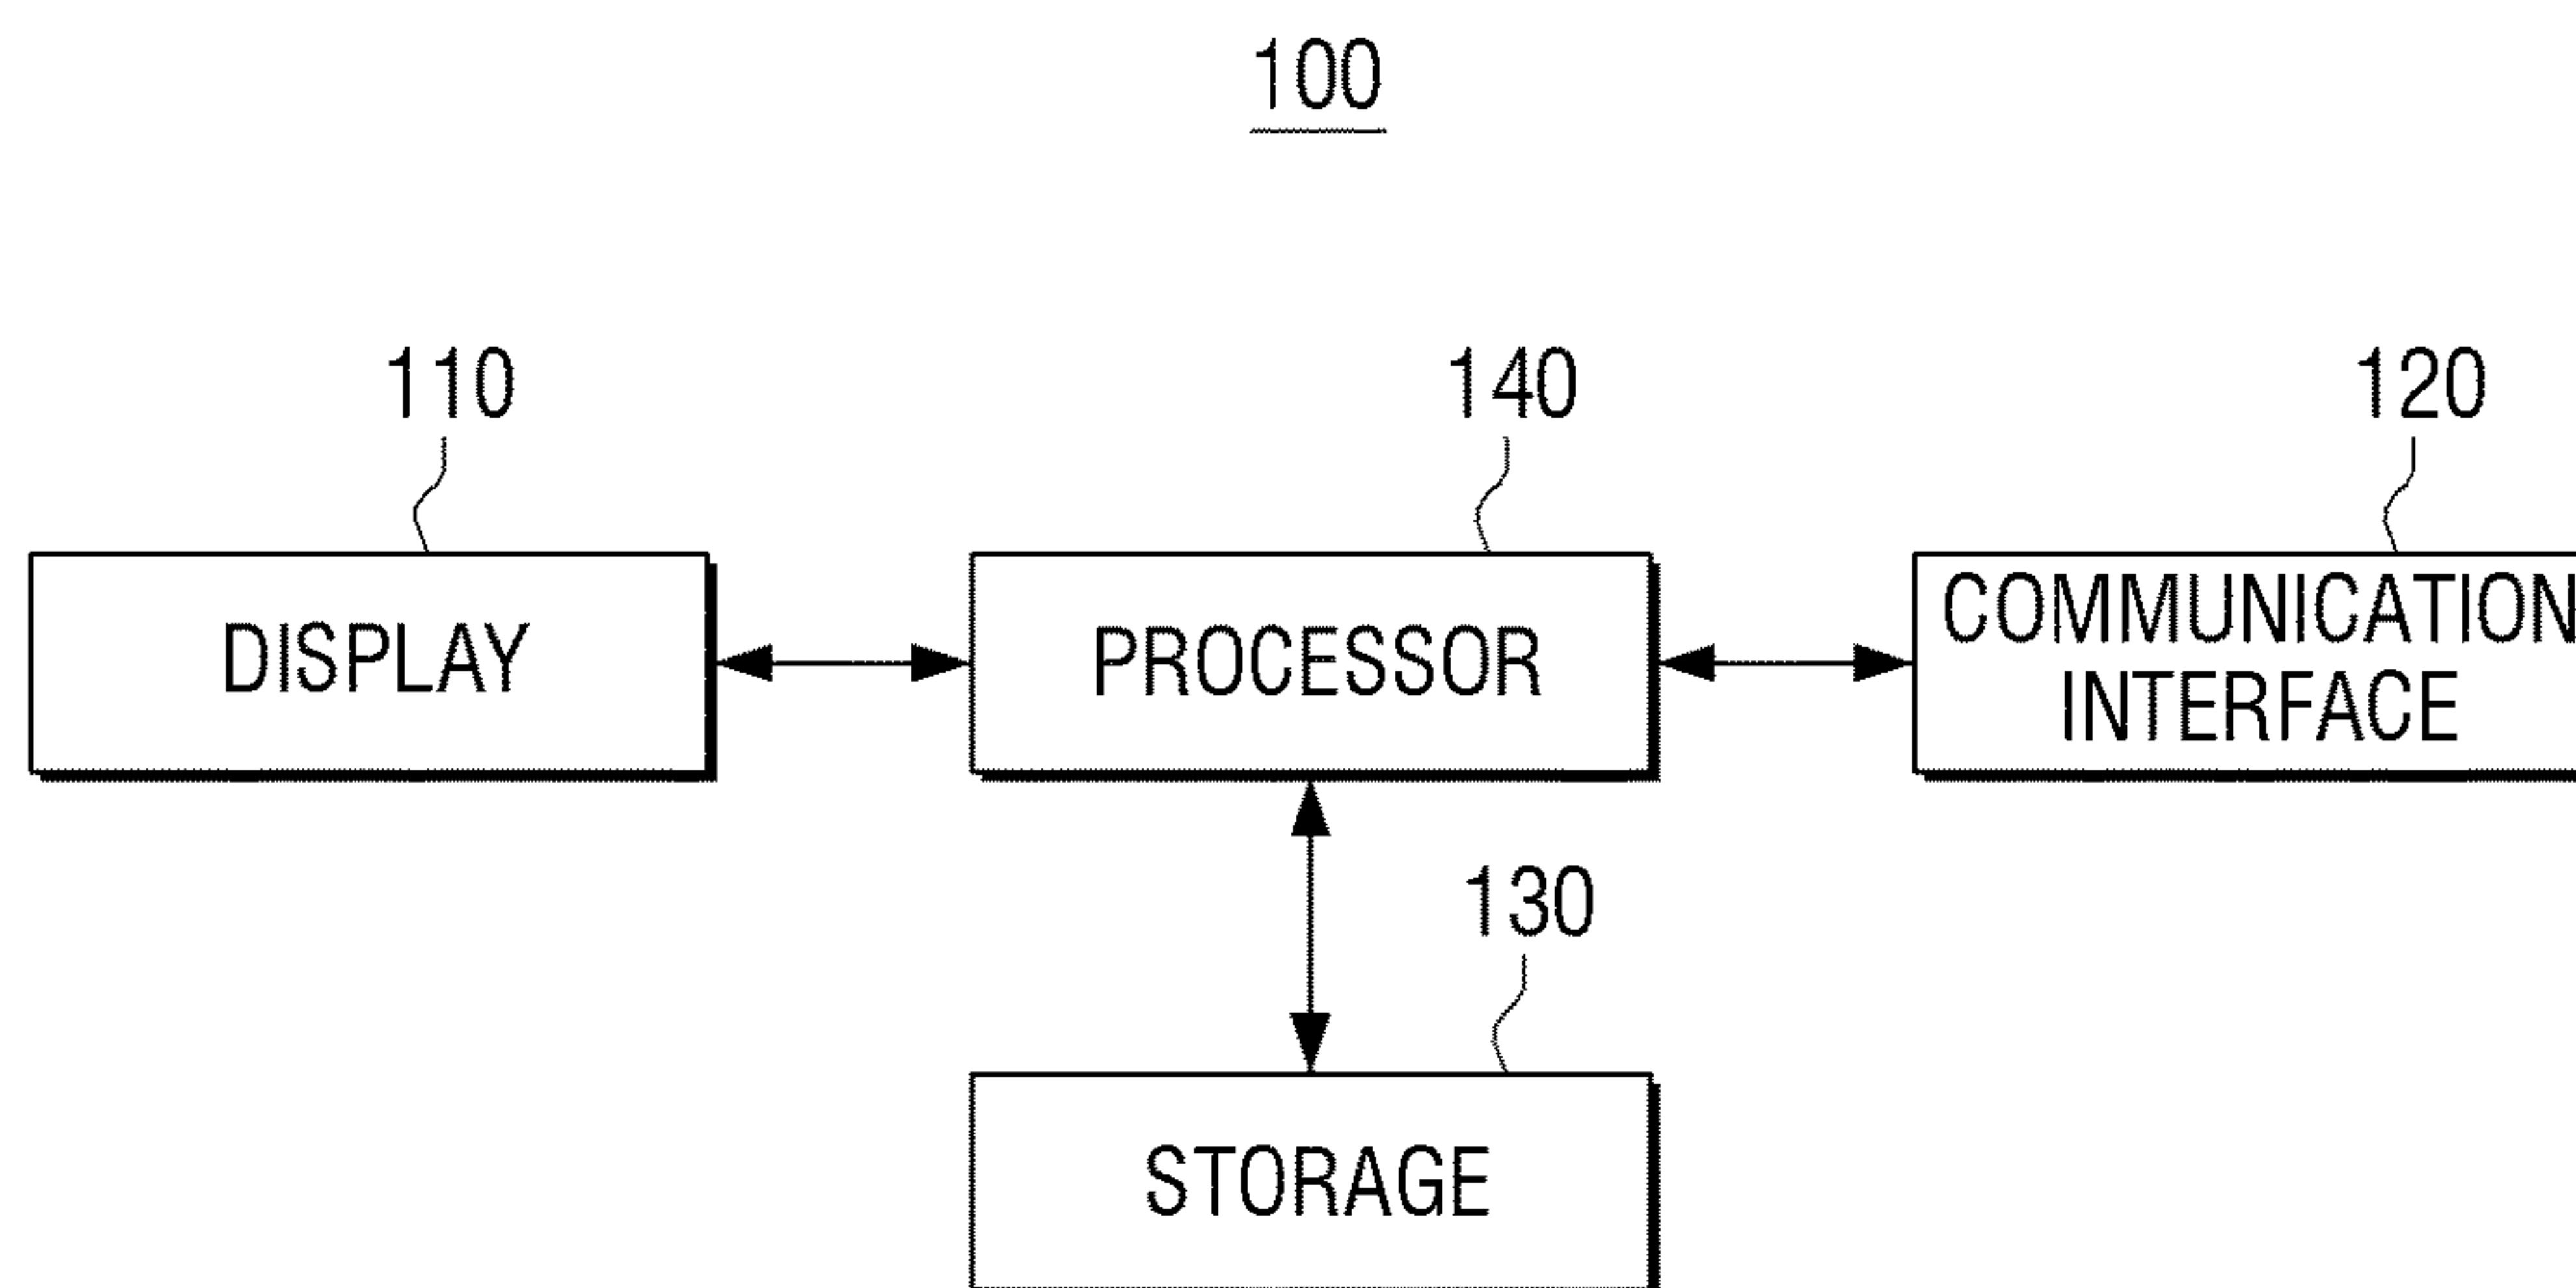 100
110
140
120
DISPLAY
PROCESSOR
COMMUNICATION
INTERFACE
130
STORAGE